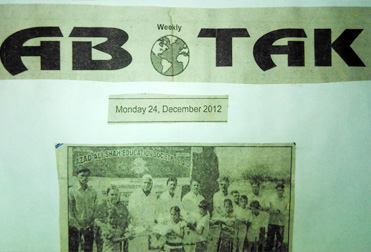 Weekly
AB TAK
Monday 24, December 2012